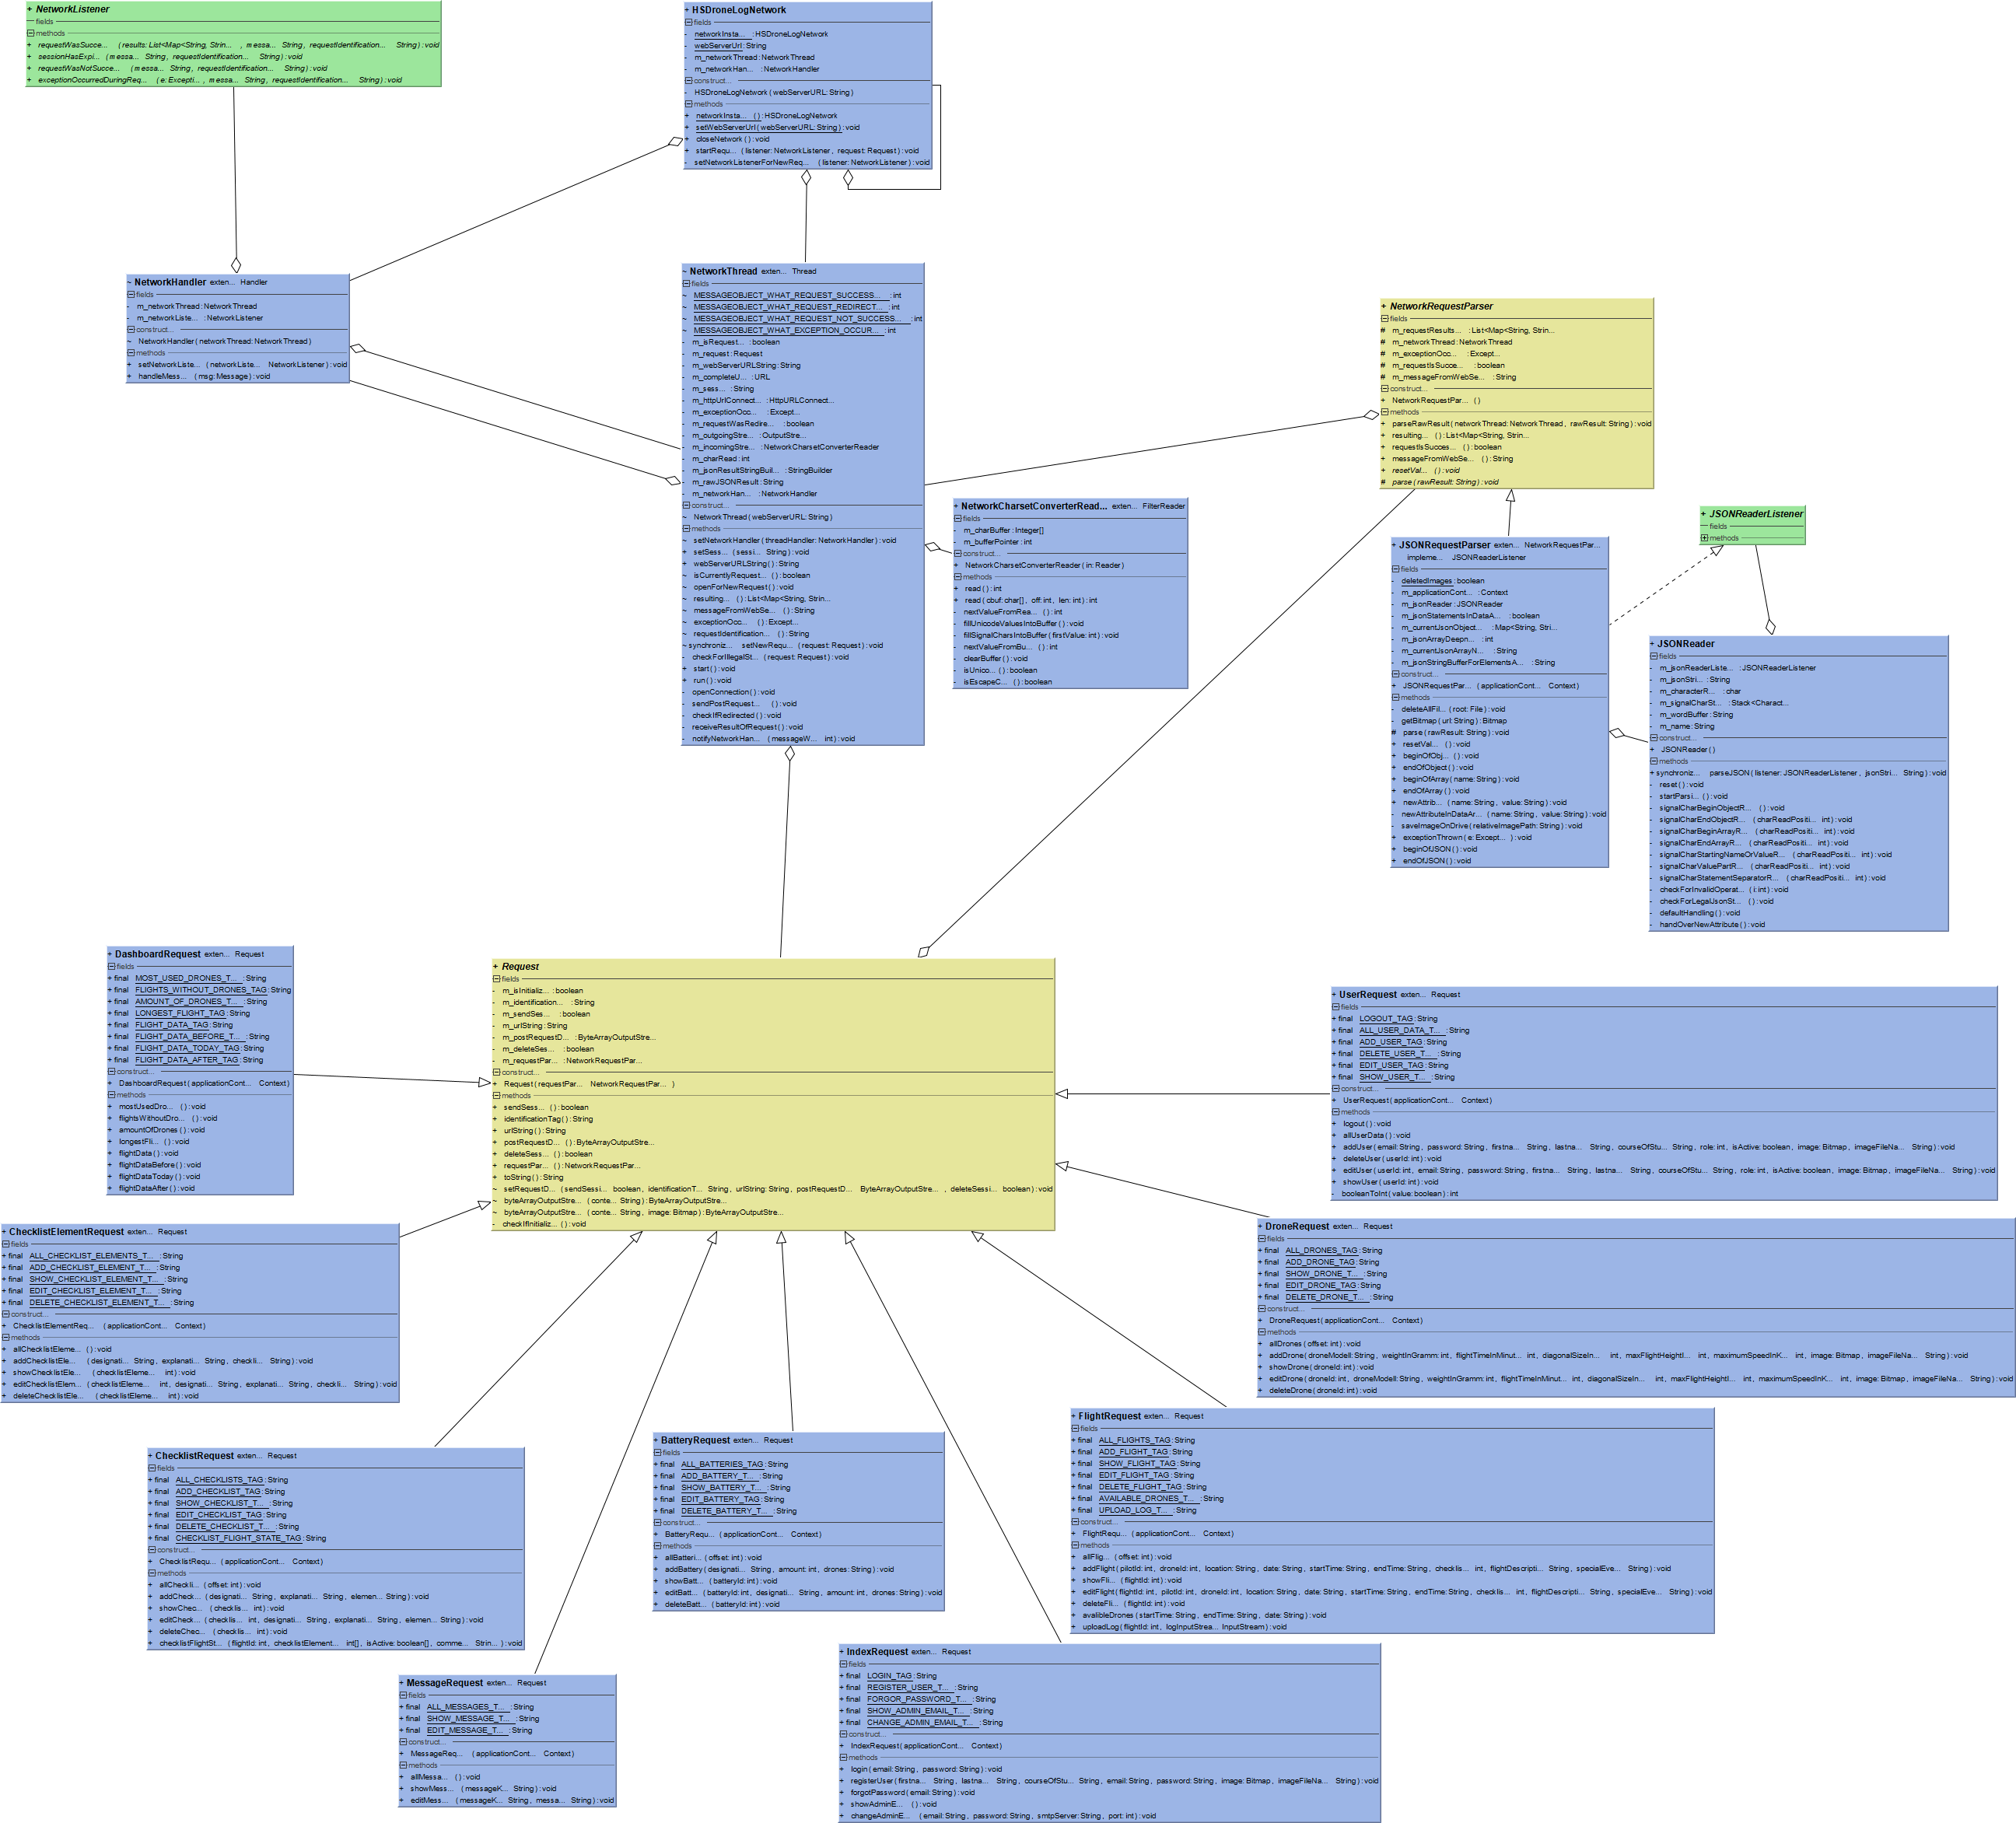 + NetworkListener
fields
methods
+ requestWasSucce... (results: List<Map<String, Strin... , messa... String, requestIdentification... String): void
+ sessionHasExpi... (messa... String, requestIdentification... String): void
+ requestWasNotSucce... (messa... String, requestIdentification... String): void
+ exceptionOccurredDuringReq... (e: Excepti... , messa... String, requestIdentification... String): void
+ HSDroneLogNetwork
fields
- networkInsta... : HSDroneLogNetwork
- webServerUrl: String
- m_networkThread: NetworkThread
- m_networkHan... : NetworkHandler
construct...
- HSDroneLogNetwork (webServerURL: String)
methods
+ networkInsta... (): HSDroneLogNetwork
+ setWebServerUrl (webServerURL: String): void
+ closeNetwork (): void
+ startRequ... (listener: NetworkListener, request: Request): void
- setNetworkListenerForNewReq... (listener: NetworkListener): void
~ NetworkHandler exten... Handler
fields
- m_networkThread: NetworkThread
- m_networkListe... : NetworkListener
construct...
~ NetworkHandler (networkThread: NetworkThread)
methods
+ setNetworkListe... (networkListe... NetworkListener): void
+ handleMess... (msg: Message): void
~ NetworkThread exten... Thread
fields
~ MESSAGEOBJECT_WHAT_REQUEST_SUCCESS... : int
~ MESSAGEOBJECT_WHAT_REQUEST_REDIRECT... : int
~ MESSAGEOBJECT_WHAT_REQUEST_NOT_SUCCESS... : int
~ MESSAGEOBJECT_WHAT_EXCEPTION_OCCUR... : int
- m_isRequest... : boolean
- m_request: Request
- m_webServerURLString: String
- m_completeU... : URL
- m_sess... : String
- m_httpUrlConnect... : HttpURLConnect...
- m_exceptionOcc... : Except...
- m_requestWasRedire... : boolean
- m_outgoingStre... : OutputStre...
- m_incomingStre... : NetworkCharsetConverterReader
- m_charRead: int
- m_jsonResultStringBuil... : StringBuilder
- m_rawJSONResult: String
- m_networkHan... : NetworkHandler
construct...
~ NetworkThread (webServerURL: String)
methods
~ setNetworkHandler (threadHandler: NetworkHandler): void
+ setSess... (sessi... String): void
+ webServerURLString (): String
~ isCurrentlyRequest... (): boolean
~ openForNewRequest (): void
~ resulting... (): List<Map<String, Strin...
~ messageFromWebSe... (): String
~ exceptionOcc... (): Except...
~ requestIdentification... (): String
~ synchroniz... setNewRequ... (request: Request): void
- checkForIllegalSt... (request: Request): void
+ start (): void
+ run (): void
- openConnection (): void
- sendPostRequest... (): void
- checkIfRedirected (): void
- receiveResultOfRequest (): void
- notifyNetworkHan... (messageW... int): void
+ NetworkRequestParser
fields
# m_requestResults... : List<Map<String, Strin...
# m_networkThread: NetworkThread
# m_exceptionOcc... : Except...
# m_requestIsSucce... : boolean
# m_messageFromWebSe... : String
construct...
+ NetworkRequestPar... ()
methods
+ parseRawResult (networkThread: NetworkThread, rawResult: String): void
+ resulting... (): List<Map<String, Strin...
+ requestIsSucces... (): boolean
+ messageFromWebSe... (): String
+ resetVal... (): void
# parse (rawResult: String): void
+ NetworkCharsetConverterRead... exten... FilterReader
fields
- m_charBuffer: Integer[]
- m_bufferPointer: int
construct...
+ NetworkCharsetConverterReader (in: Reader)
methods
+ read (): int
+ read (cbuf: char[], off: int, len: int): int
- nextValueFromRea... (): int
- fillUnicodeValuesIntoBuffer (): void
- fillSignalCharsIntoBuffer (firstValue: int): void
- nextValueFromBu... (): int
- clearBuffer (): void
- isUnico... (): boolean
- isEscapeC... (): boolean
+ JSONReaderListener
fields
methods
+ JSONRequestParser exten... NetworkRequestPar...
impleme... JSONReaderListener
fields
- deletedImages: boolean
- m_applicationCont... : Context
- m_jsonReader: JSONReader
- m_jsonStatementsInDataA... : boolean
- m_currentJsonObject... : Map<String, Stri...
- m_jsonArrayDeepn... : int
- m_currentJsonArrayN... : String
- m_jsonStringBufferForElementsA... : String
construct...
+ JSONRequestPar... (applicationCont... Context)
methods
- deleteAllFil... (root: File): void
- getBitmap (url: String): Bitmap
# parse (rawResult: String): void
+ resetVal... (): void
+ beginOfObj... (): void
+ endOfObject (): void
+ beginOfArray (name: String): void
+ endOfArray (): void
+ newAttrib... (name: String, value: String): void
- newAttributeInDataAr... (name: String, value: String): void
- saveImageOnDrive (relativeImagePath: String): void
+ exceptionThrown (e: Except... ): void
+ beginOfJSON (): void
+ endOfJSON (): void
+ JSONReader
fields
- m_jsonReaderListe... : JSONReaderListener
- m_jsonStri... : String
- m_characterR... : char
- m_signalCharSt... : Stack<Charact...
- m_wordBuffer: String
- m_name: String
construct...
+ JSONReader ()
methods
+ synchroniz... parseJSON (listener: JSONReaderListener, jsonStri... String): void
- reset (): void
- startParsi... (): void
- signalCharBeginObjectR... (): void
- signalCharEndObjectR... (charReadPositi... int): void
- signalCharBeginArrayR... (charReadPositi... int): void
- signalCharEndArrayR... (charReadPositi... int): void
- signalCharStartingNameOrValueR... (charReadPositi... int): void
- signalCharValuePartR... (charReadPositi... int): void
- signalCharStatementSeparatorR... (charReadPositi... int): void
- checkForInvalidOperat... (i: int): void
- checkForLegalJsonSt... (): void
- defaultHandling (): void
- handOverNewAttribute (): void
+ DashboardRequest exten... Request
fields
+ final MOST_USED_DRONES_T... : String
+ final FLIGHTS_WITHOUT_DRONES_TAG: String
+ final AMOUNT_OF_DRONES_T... : String
+ final LONGEST_FLIGHT_TAG: String
+ final FLIGHT_DATA_TAG: String
+ final FLIGHT_DATA_BEFORE_T... : String
+ final FLIGHT_DATA_TODAY_TAG: String
+ final FLIGHT_DATA_AFTER_TAG: String
construct...
+ DashboardRequest (applicationCont... Context)
methods
+ mostUsedDro... (): void
+ flightsWithoutDro... (): void
+ amountOfDrones (): void
+ longestFli... (): void
+ flightData (): void
+ flightDataBefore (): void
+ flightDataToday (): void
+ flightDataAfter (): void
+ Request
fields
- m_isInitializ... : boolean
- m_identification... : String
- m_sendSes... : boolean
- m_urlString: String
- m_postRequestD... : ByteArrayOutputStre...
- m_deleteSes... : boolean
- m_requestPar... : NetworkRequestPar...
construct...
+ Request (requestPar... NetworkRequestPar... )
methods
+ sendSess... (): boolean
+ identificationTag (): String
+ urlString (): String
+ postRequestD... (): ByteArrayOutputStre...
+ deleteSess... (): boolean
+ requestPar... (): NetworkRequestPar...
+ toString (): String
~ setRequestD... (sendSessi... boolean, identificationT... String, urlString: String, postRequestD... ByteArrayOutputStre... , deleteSessi... boolean): void
~ byteArrayOutputStre... (conte... String): ByteArrayOutputStre...
~ byteArrayOutputStre... (conte... String, image: Bitmap): ByteArrayOutputStre...
- checkIfInitializ... (): void
+ UserRequest exten... Request
fields
+ final LOGOUT_TAG: String
+ final ALL_USER_DATA_T... : String
+ final ADD_USER_TAG: String
+ final DELETE_USER_T... : String
+ final EDIT_USER_TAG: String
+ final SHOW_USER_T... : String
construct...
+ UserRequest (applicationCont... Context)
methods
+ logout (): void
+ allUserData (): void
+ addUser (email: String, password: String, firstna... String, lastna... String, courseOfStu... String, role: int, isActive: boolean, image: Bitmap, imageFileNa... String): void
+ deleteUser (userId: int): void
+ editUser (userId: int, email: String, password: String, firstna... String, lastna... String, courseOfStu... String, role: int, isActive: boolean, image: Bitmap, imageFileNa... String): void
+ showUser (userId: int): void
- booleanToInt (value: boolean): int
+ ChecklistElementRequest exten... Request
fields
+ final ALL_CHECKLIST_ELEMENTS_T... : String
+ final ADD_CHECKLIST_ELEMENT_T... : String
+ final SHOW_CHECKLIST_ELEMENT_T... : String
+ final EDIT_CHECKLIST_ELEMENT_T... : String
+ final DELETE_CHECKLIST_ELEMENT_T... : String
construct...
+ ChecklistElementReq... (applicationCont... Context)
methods
+ allChecklistEleme... (): void
+ addChecklistEle... (designati... String, explanati... String, checkli... String): void
+ showChecklistEle... (checklistEleme... int): void
+ editChecklistElem... (checklistEleme... int, designati... String, explanati... String, checkli... String): void
+ deleteChecklistEle... (checklistEleme... int): void
+ DroneRequest exten... Request
fields
+ final ALL_DRONES_TAG: String
+ final ADD_DRONE_TAG: String
+ final SHOW_DRONE_T... : String
+ final EDIT_DRONE_TAG: String
+ final DELETE_DRONE_T... : String
construct...
+ DroneRequest (applicationCont... Context)
methods
+ allDrones (offset: int): void
+ addDrone (droneModell: String, weightInGramm: int, flightTimeInMinut... int, diagonalSizeIn... int, maxFlightHeightI... int, maximumSpeedInK... int, image: Bitmap, imageFileNa... String): void
+ showDrone (droneId: int): void
+ editDrone (droneId: int, droneModell: String, weightInGramm: int, flightTimeInMinut... int, diagonalSizeIn... int, maxFlightHeightI... int, maximumSpeedInK... int, image: Bitmap, imageFileNa... String): void
+ deleteDrone (droneId: int): void
+ FlightRequest exten... Request
fields
+ final ALL_FLIGHTS_TAG: String
+ final ADD_FLIGHT_TAG: String
+ final SHOW_FLIGHT_TAG: String
+ final EDIT_FLIGHT_TAG: String
+ final DELETE_FLIGHT_TAG: String
+ final AVAILABLE_DRONES_T... : String
+ final UPLOAD_LOG_T... : String
construct...
+ FlightRequ... (applicationCont... Context)
methods
+ allFlig... (offset: int): void
+ addFlight (pilotId: int, droneId: int, location: String, date: String, startTime: String, endTime: String, checklis... int, flightDescripti... String, specialEve... String): void
+ showFli... (flightId: int): void
+ editFlight (flightId: int, pilotId: int, droneId: int, location: String, date: String, startTime: String, endTime: String, checklis... int, flightDescripti... String, specialEve... String): void
+ deleteFli... (flightId: int): void
+ avalibleDrones (startTime: String, endTime: String, date: String): void
+ uploadLog (flightId: int, logInputStrea... InputStream): void
+ ChecklistRequest exten... Request
fields
+ final ALL_CHECKLISTS_TAG: String
+ final ADD_CHECKLIST_TAG: String
+ final SHOW_CHECKLIST_T... : String
+ final EDIT_CHECKLIST_TAG: String
+ final DELETE_CHECKLIST_T... : String
+ final CHECKLIST_FLIGHT_STATE_TAG: String
construct...
+ ChecklistRequ... (applicationCont... Context)
methods
+ allCheckli... (offset: int): void
+ addCheck... (designati... String, explanati... String, elemen... String): void
+ showChec... (checklis... int): void
+ editCheck... (checklis... int, designati... String, explanati... String, elemen... String): void
+ deleteChec... (checklis... int): void
+ checklistFlightSt... (flightId: int, checklistElement... int[], isActive: boolean[], comme... Strin... ): void
+ BatteryRequest exten... Request
fields
+ final ALL_BATTERIES_TAG: String
+ final ADD_BATTERY_T... : String
+ final SHOW_BATTERY_T... : String
+ final EDIT_BATTERY_TAG: String
+ final DELETE_BATTERY_T... : String
construct...
+ BatteryRequ... (applicationCont... Context)
methods
+ allBatteri... (offset: int): void
+ addBattery (designati... String, amount: int, drones: String): void
+ showBatt... (batteryId: int): void
+ editBatt... (batteryId: int, designati... String, amount: int, drones: String): void
+ deleteBatt... (batteryId: int): void
+ IndexRequest exten... Request
fields
+ final LOGIN_TAG: String
+ final REGISTER_USER_T... : String
+ final FORGOR_PASSWORD_T... : String
+ final SHOW_ADMIN_EMAIL_T... : String
+ final CHANGE_ADMIN_EMAIL_T... : String
construct...
+ IndexRequest (applicationCont... Context)
methods
+ login (email: String, password: String): void
+ registerUser (firstna... String, lastna... String, courseOfStu... String, email: String, password: String, image: Bitmap, imageFileNa... String): void
+ forgotPassword (email: String): void
+ showAdminE... (): void
+ changeAdminE... (email: String, password: String, smtpServer: String, port: int): void
+ MessageRequest exten... Request
fields
+ final ALL_MESSAGES_T... : String
+ final SHOW_MESSAGE_T... : String
+ final EDIT_MESSAGE_T... : String
construct...
+ MessageReq... (applicationCont... Context)
methods
+ allMessa... (): void
+ showMess... (messageK... String): void
+ editMess... (messageK... String, messa... String): void